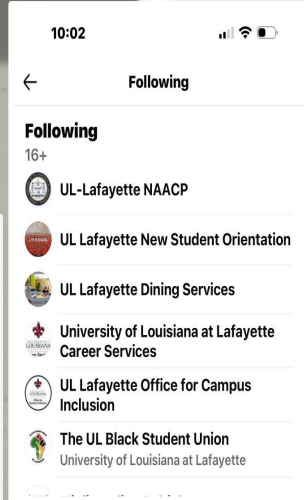 10:02
Following
Following
16+
UL-Lafayette NAACP
UL Lafayette New Student Orientation
UL Lafayette Dining Services
University of Louisiana at Lafayette
Career Services
UL Lafayette Office for Campus
Inclusion
The UL Black Student Union
University of Louisiana at Lafayette